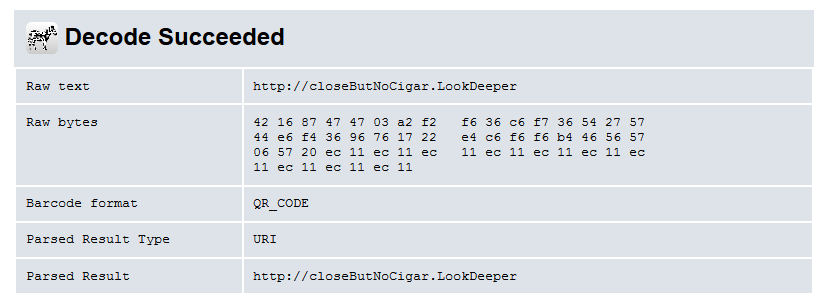 Decode Succeeded
Raw text http://closeButNoCigar.LookDeeper
Raw bytes 42 16 87 47 47 03 a2 f2 f6 36 c6 f7 36 54 27 57
44 e6 f4 36 96 76 17 22 e4 c6 f6 f6 b4 46 56 57
06 57 20 ec 11 ec 11 ec 11 ec 11 ec 11 ec 11 ec
11 ec 11 ec 11 ec 11
Barcode format QR_CODE
Parsed Result Type URI
Parsed Result http://closeButNoCigar.LookDeeper